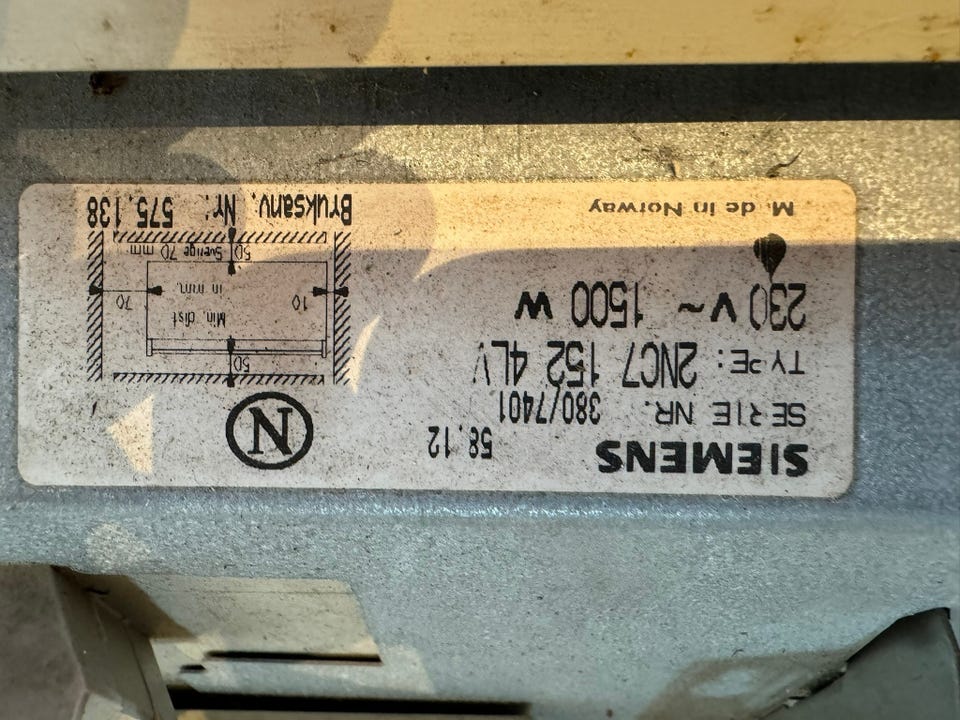 SIEMENS 58.12
SERIE NR. 380/7401
TYPE: 2NC7 152 4LV
230 V ~ 1500 W
Made in Norway
N
50
Min. dist
in mm.
10
70
50 Sverige 70 mm
Bruksanv. Nr: 575.138